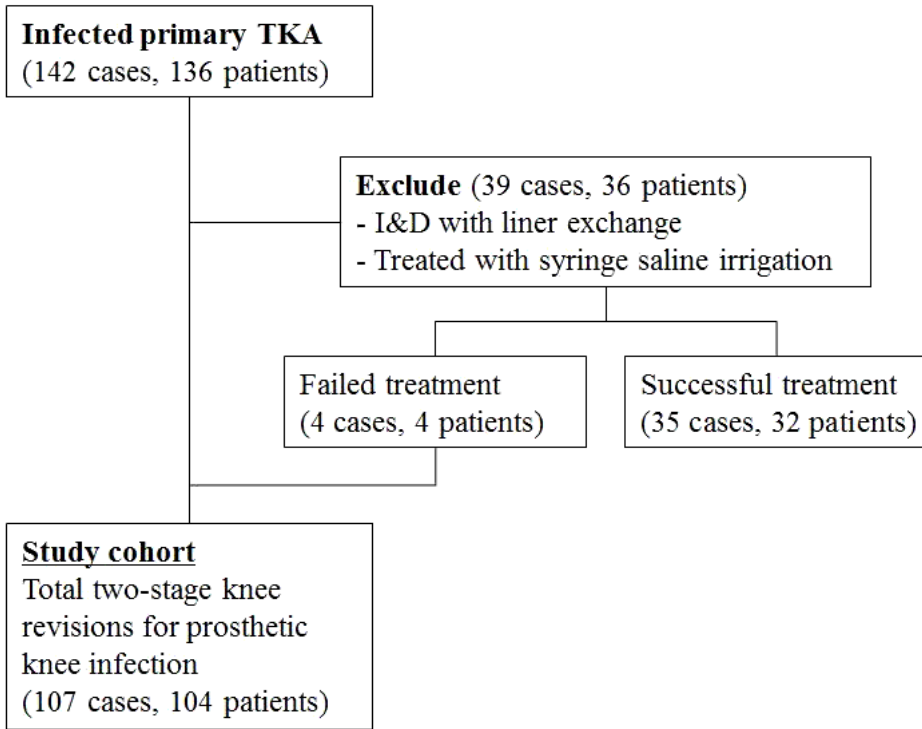 Infected primary TKA
(142 cases, 136 patients)
Exclude (39 cases, 36 patients)
- I&D with liner exchange
- Treated with syringe saline irrigation
Failed treatment
(4 cases, 4 patients)
Successful treatment
(35 cases, 32 patients)
Study cohort
Total two-stage knee
revisions for prosthetic
knee infection
(107 cases, 104 patients)